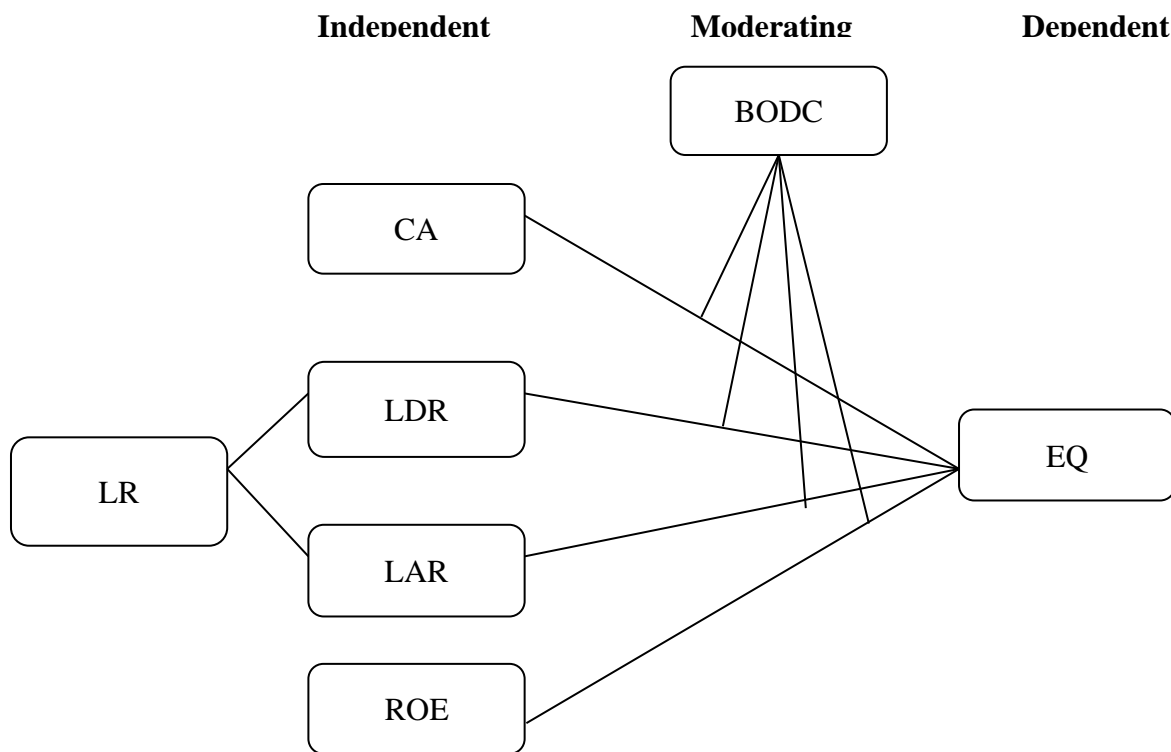 Independent Moderating Dependent
BODC
CA
LDR
EQ
LR
LAR
ROE